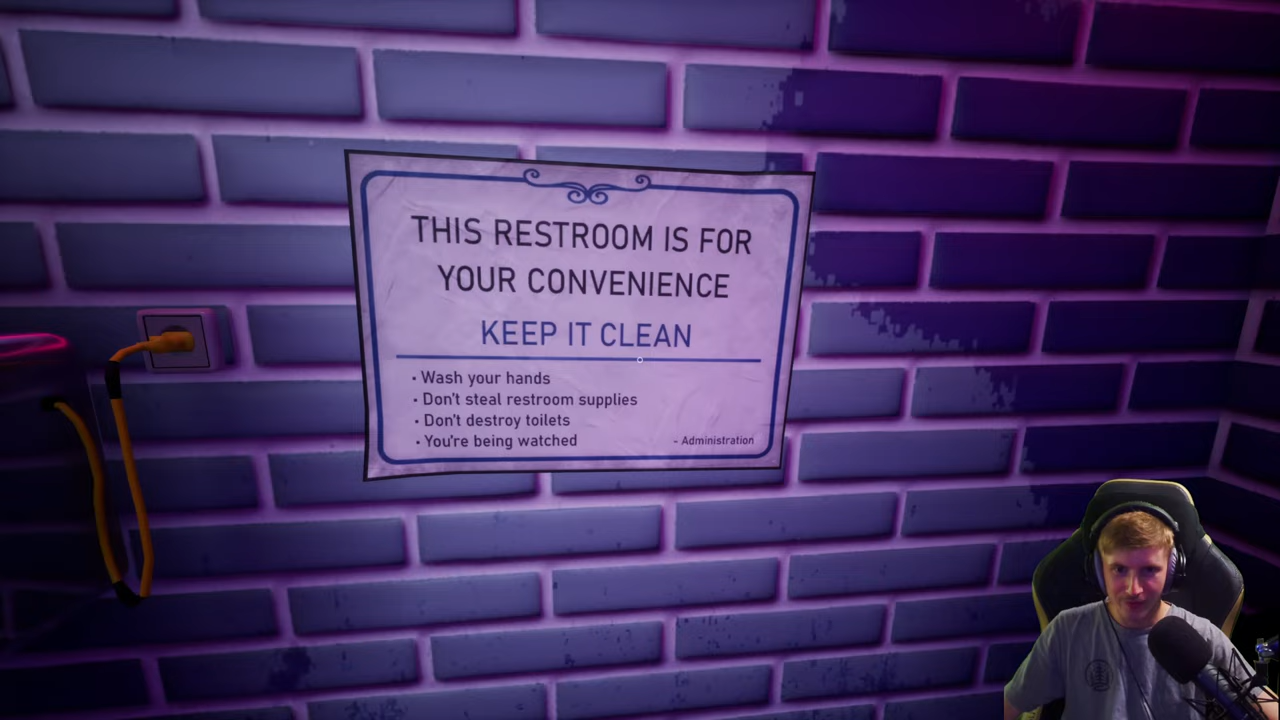 THIS RESTROOM IS FOR
YOUR CONVENIENCE
KEEP IT CLEAN
• Wash your hands
• Don't steal restroom supplies
• Don't destroy toilets
• You're being watched
- Administration